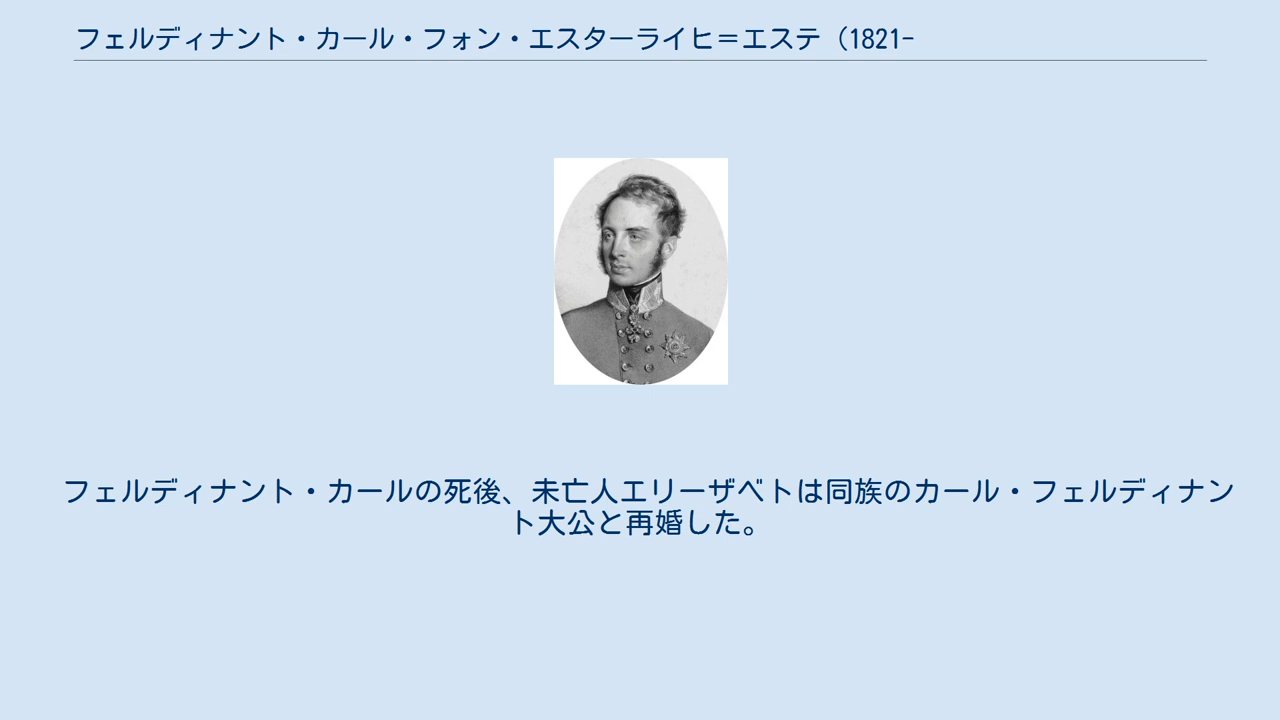 フェルディナント・カール・フォン・エスターライヒ＝エステ（1821-
フェルディナント・カールの死後、未亡人エリーザベトは同族のカール・フェルディナン
ト大公と再婚した。